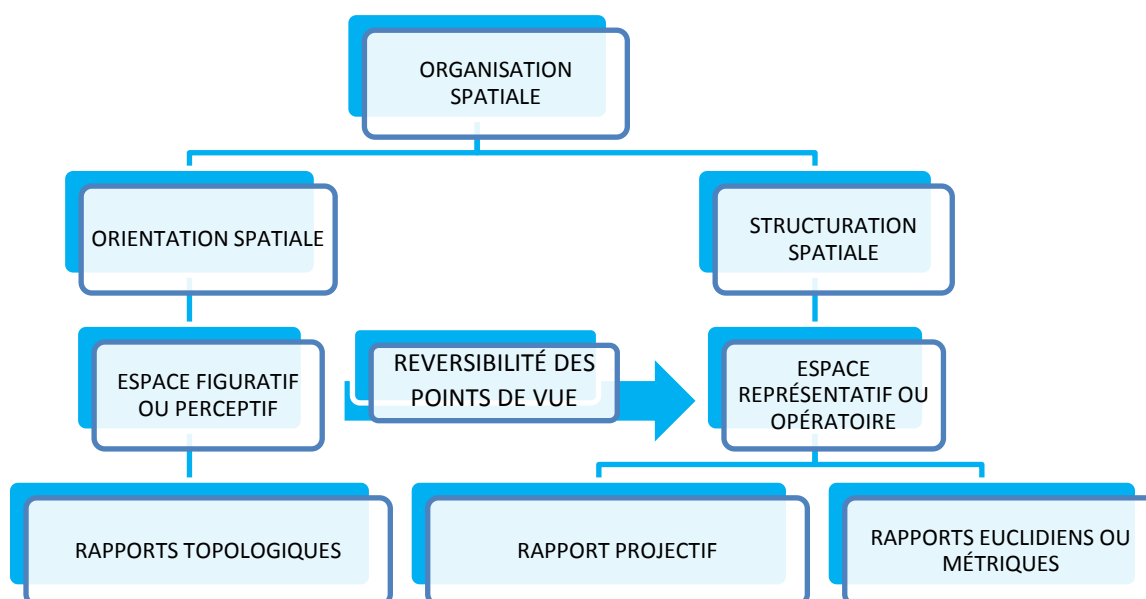 ORGANISATION
SPATIALE
ORIENTATION SPATIALE
STRUCTURATION
SPATIALE
ESPACE FIGURATIF
OU PERCEPTIF
REVERSIBILITÉ DES
POINTS DE VUE
ESPACE
REPRÉSENTATIF OU
OPÉRATOIRE
RAPPORTS TOPOLOGIQUES
RAPPORT PROJECTIF
RAPPORTS EUCLIDIENS OU
MÉTRIQUES